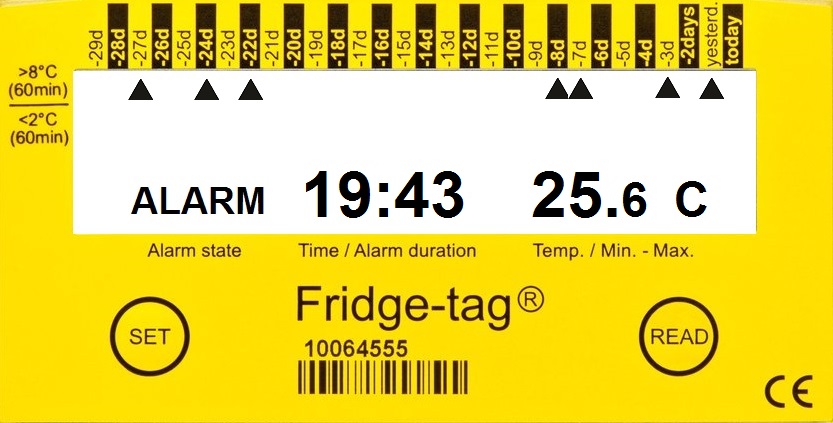 -29d -28d -27d -26d -25d -24d -23d -22d -21d -20d -19d -18d -17d -16d -15d -14d -13d -12d -11d -10d -9d -8d -7d -6d -5d -4d -3d -2days yesterd. today
>8°C
(60min)
<2°C
(60min)
ALARM 19:43 25.6 C
Alarm state Time / Alarm duration Temp. / Min. - Max.
Fridge-tag®
SET READ
10064555
CE